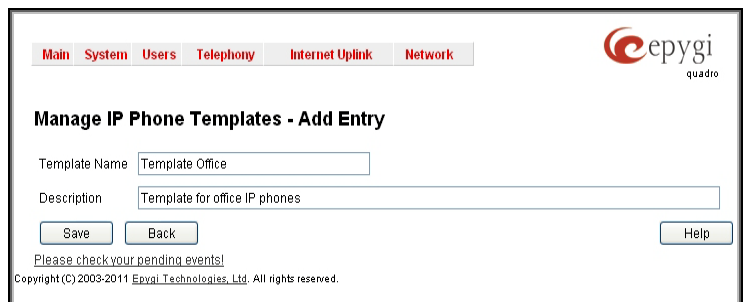 Main System Users Telephony Internet Uplink Network
epygi
quadro
Manage IP Phone Templates - Add Entry
Template Name Template Office
Description Template for office IP phones
Save Back Help
Please check your pending events!
Copyright (C) 2003-2011 Epygi Technologies, Ltd. All rights reserved.